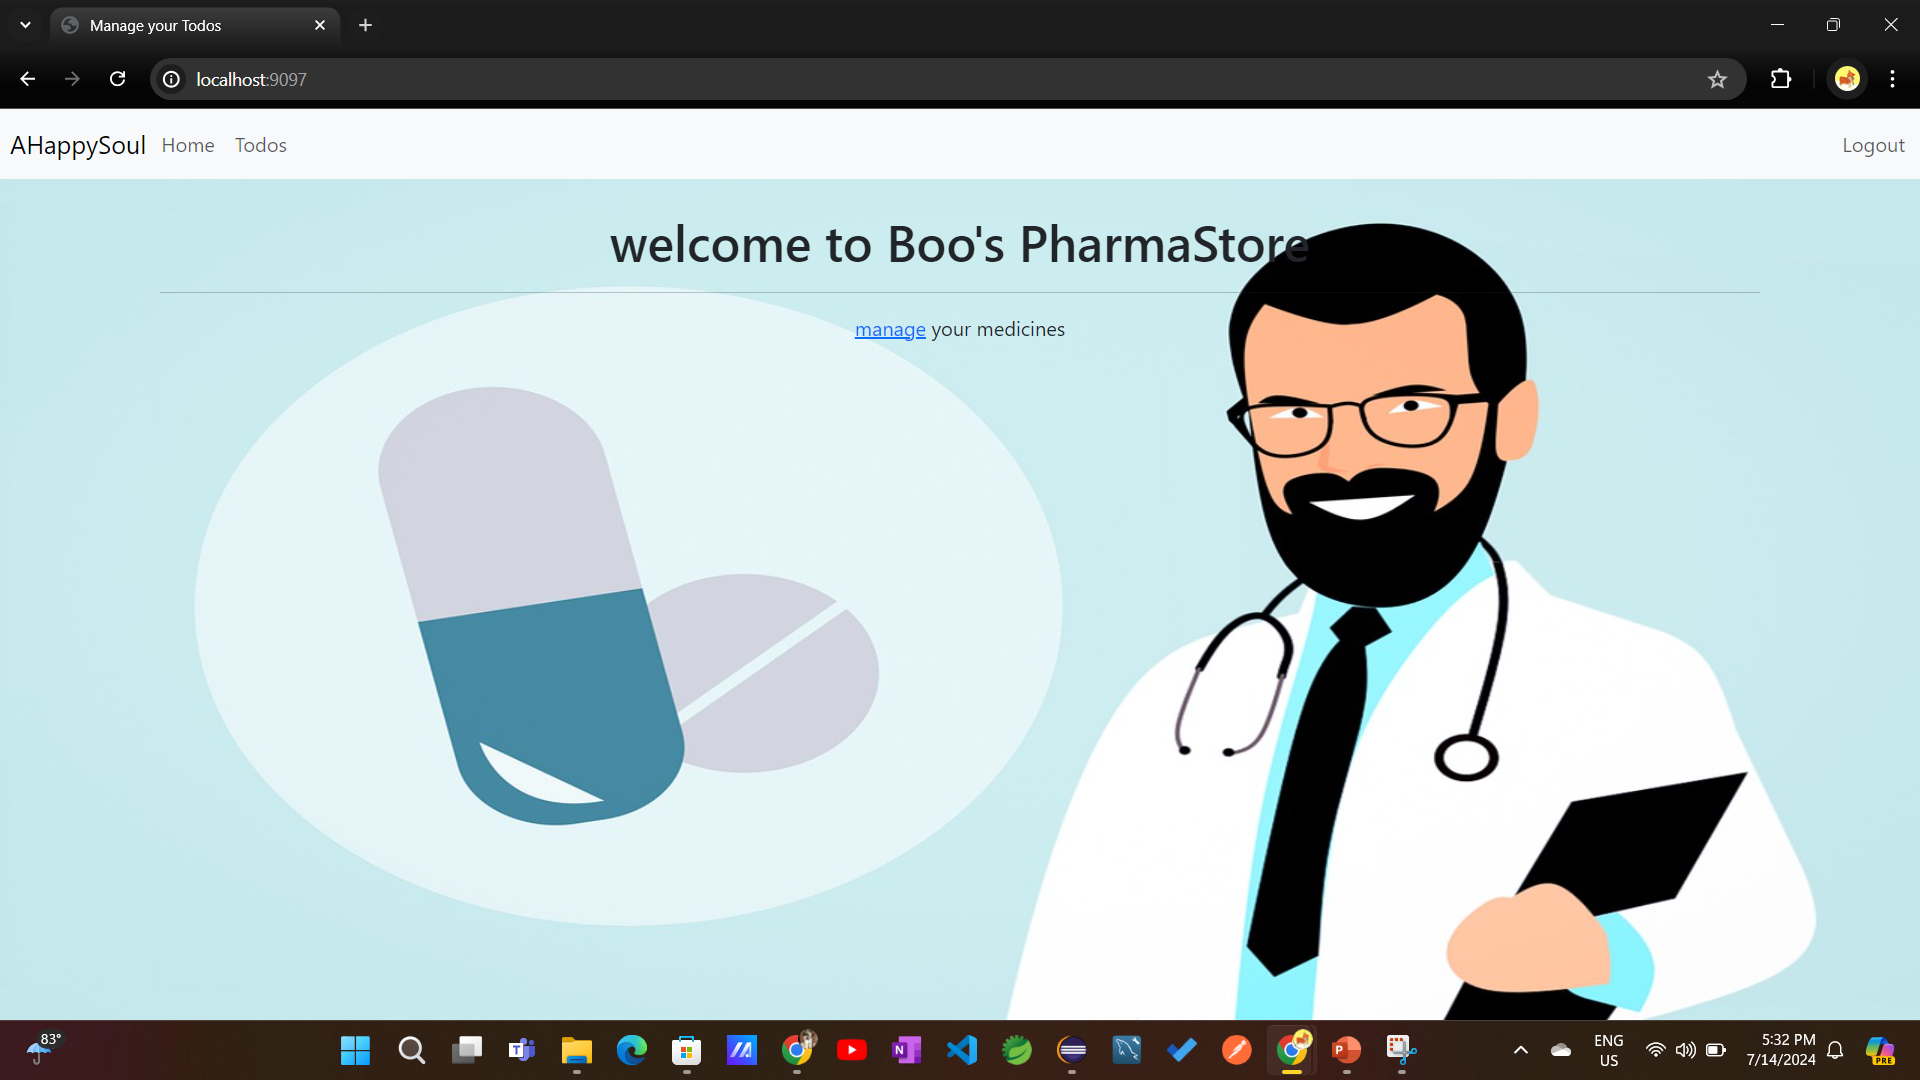 Manage your Todos
localhost:9097
AHappySoul Home Todos Logout
welcome to Boo's PharmaStore
manage your medicines
83°
ENG
US
5:32 PM
7/14/2024
PRE